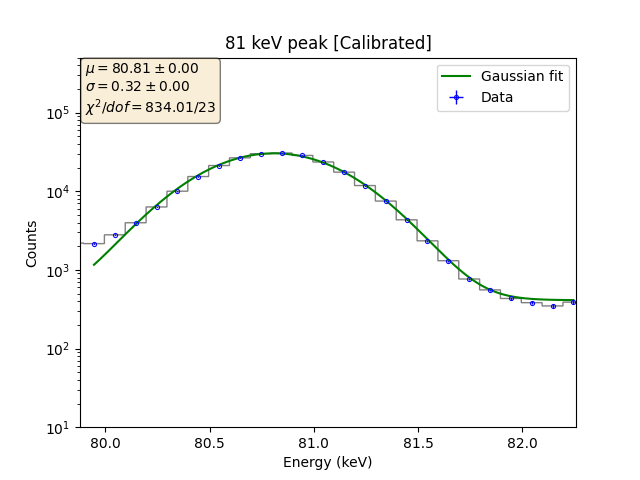 81 keV peak [Calibrated]
μ = 80.81 ± 0.00
σ = 0.32 ± 0.00
χ²/dof = 834.01/23
Gaussian fit
Data
10⁵
10⁴
10³
10²
10¹
Counts
80.0 80.5 81.0 81.5 82.0
Energy (keV)